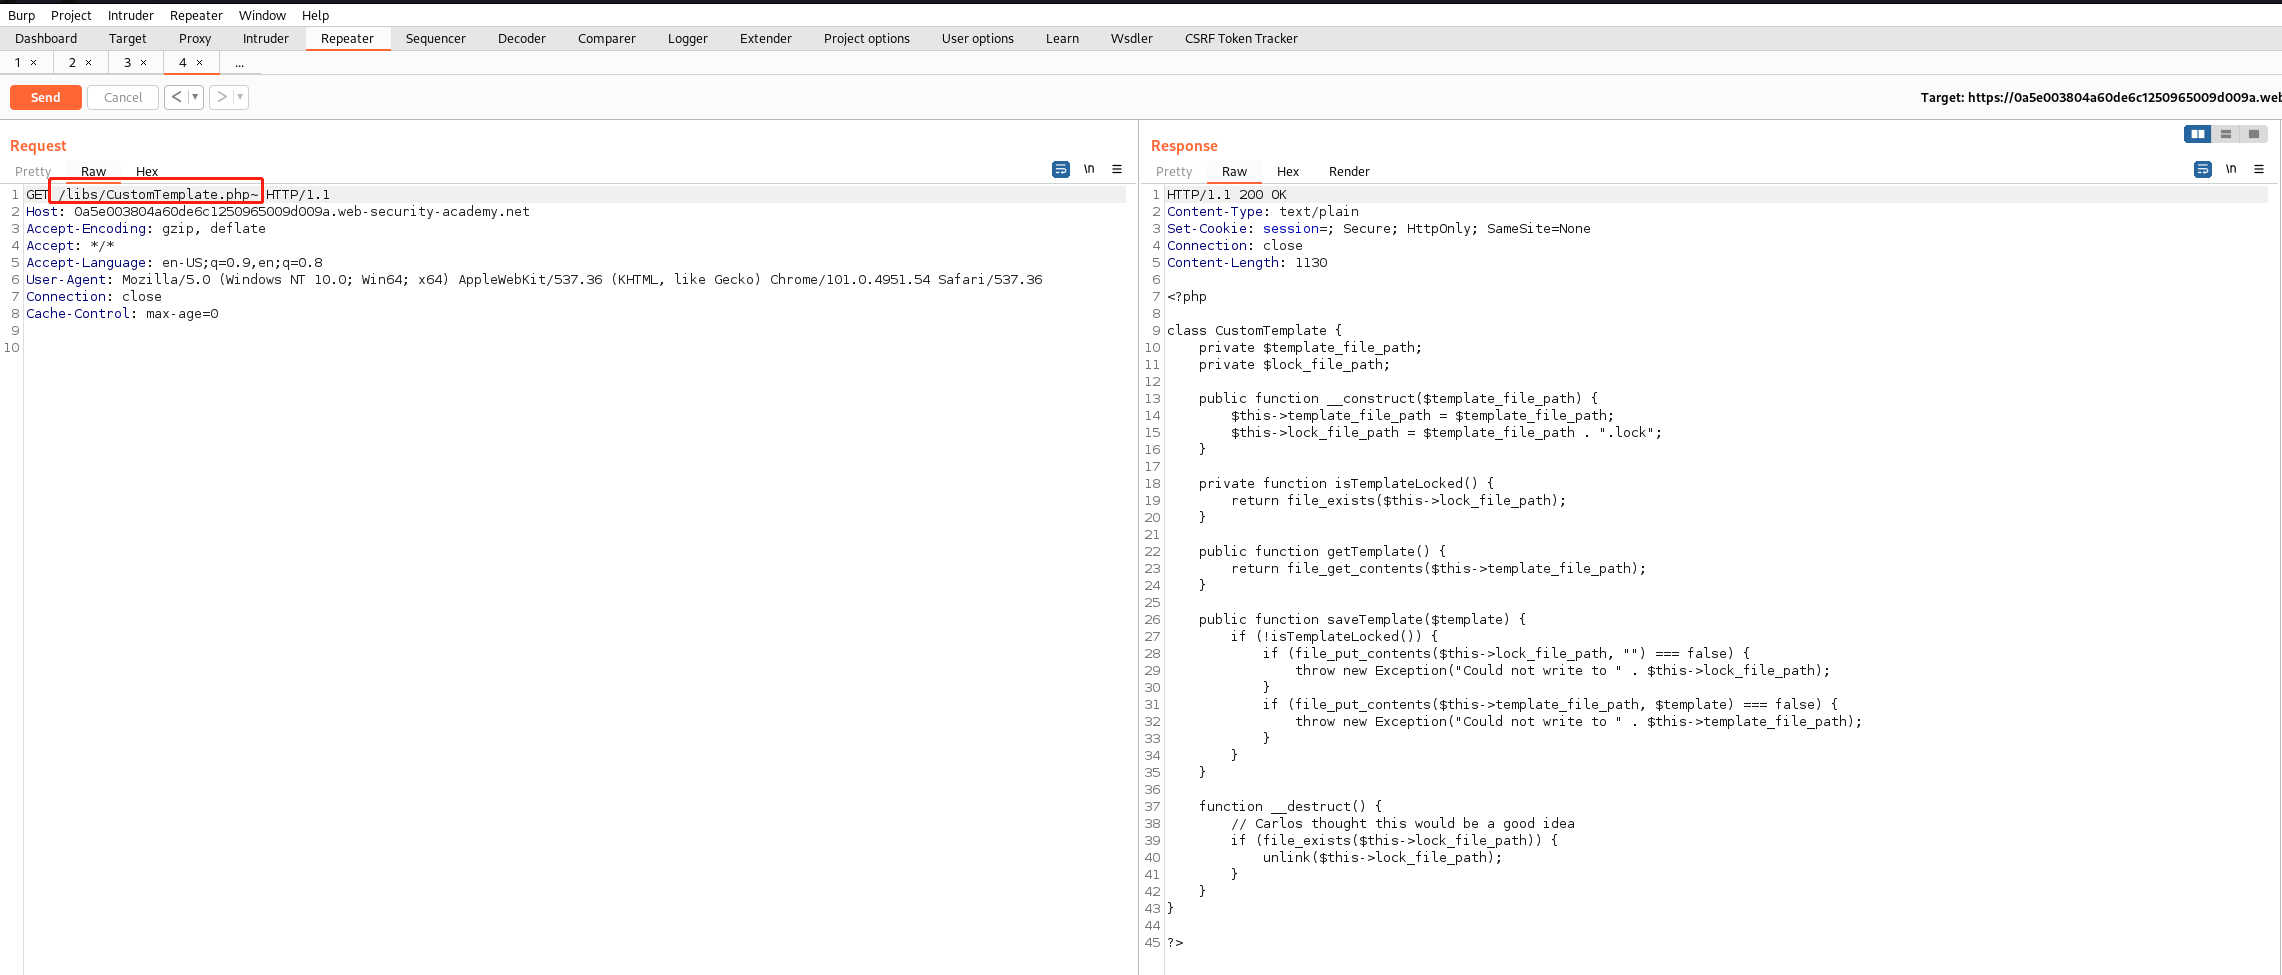 Burp Project Intruder Repeater Window Help
Dashboard Target Proxy Intruder Repeater Sequencer Decoder Comparer Logger Extender Project options User options Learn Wsdler CSRF Token Tracker
1 × 2 × 3 × 4 × ...
Send Cancel < ▾ > ▾ Target: https://0a5e003804a60de6c1250965009d009a.web
Request
Pretty Raw Hex \n
1 GET /libs/CustomTemplate.php~ HTTP/1.1
2 Host: 0a5e003804a60de6c1250965009d009a.web-security-academy.net
3 Accept-Encoding: gzip, deflate
4 Accept: */*
5 Accept-Language: en-US;q=0.9,en;q=0.8
6 User-Agent: Mozilla/5.0 (Windows NT 10.0; Win64; x64) AppleWebKit/537.36 (KHTML, like Gecko) Chrome/101.0.4951.54 Safari/537.36
7 Connection: close
8 Cache-Control: max-age=0
9
10
Response
Pretty Raw Hex Render \n
1 HTTP/1.1 200 OK
2 Content-Type: text/plain
3 Set-Cookie: session=; Secure; HttpOnly; SameSite=None
4 Connection: close
5 Content-Length: 1130
6
7 <?php
8
9 class CustomTemplate {
10     private $template_file_path;
11     private $lock_file_path;
12
13     public function __construct($template_file_path) {
14         $this->template_file_path = $template_file_path;
15         $this->lock_file_path = $template_file_path . ".lock";
16     }
17
18     private function isTemplateLocked() {
19         return file_exists($this->lock_file_path);
20     }
21
22     public function getTemplate() {
23         return file_get_contents($this->template_file_path);
24     }
25
26     public function saveTemplate($template) {
27         if (!isTemplateLocked()) {
28             if (file_put_contents($this->lock_file_path, "") === false) {
29                 throw new Exception("Could not write to " . $this->lock_file_path);
30             }
31             if (file_put_contents($this->template_file_path, $template) === false) {
32                 throw new Exception("Could not write to " . $this->template_file_path);
33             }
34         }
35     }
36
37     function __destruct() {
38         // Carlos thought this would be a good idea
39         if (file_exists($this->lock_file_path)) {
40             unlink($this->lock_file_path);
41         }
42     }
43 }
44
45 ?>